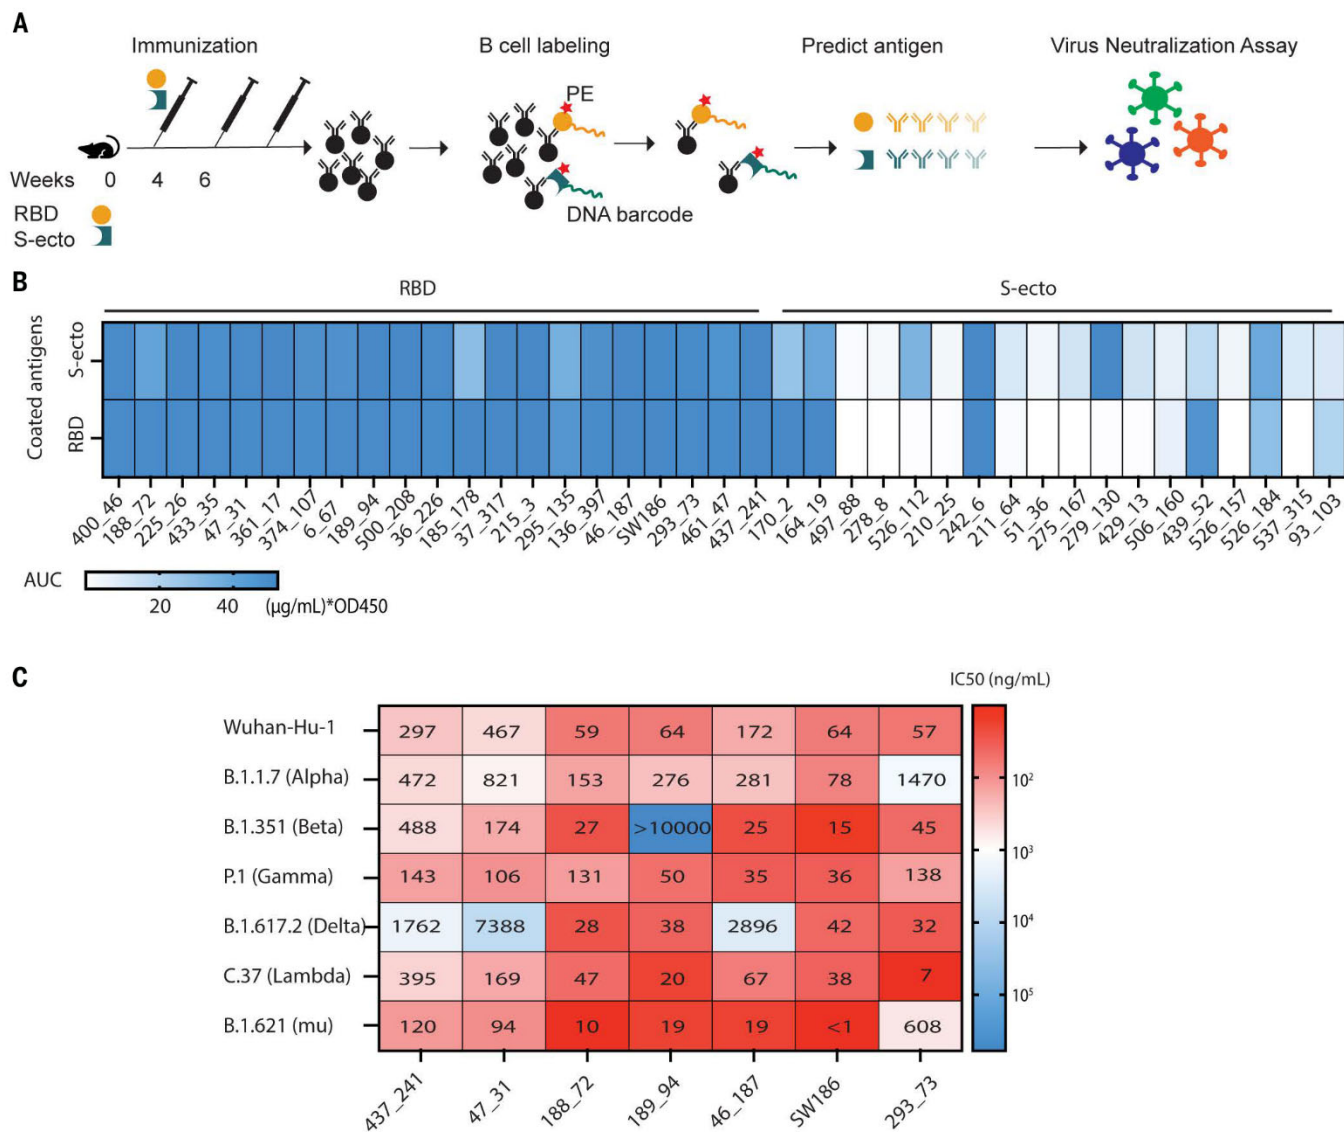 A
Immunization
B cell labeling
Predict antigen
Virus Neutralization Assay
PE
Weeks 0 4 6
DNA barcode
RBD
S-ecto
B
RBD
S-ecto
Coated antigens
S-ecto
RBD
400_46
188_72
225_26
433_35
47_31
361_17
374_107
6_67
189_94
500_208
36_226
185_178
37_317
215_3
295_135
136_397
46_187
SW186
293_73
461_47
437_241
170_2
164_19
497_88
278_8
526_112
210_25
242_6
211_64
51_36
275_167
279_130
429_13
506_160
439_52
526_157
526_184
537_315
93_103
AUC
20 40 (µg/mL)*OD450
C
IC50 (ng/mL)
Wuhan-Hu-1 297 467 59 64 172 64 57
B.1.1.7 (Alpha) 472 821 153 276 281 78 1470
B.1.351 (Beta) 488 174 27 >10000 25 15 45
P.1 (Gamma) 143 106 131 50 35 36 138
B.1.617.2 (Delta) 1762 7388 28 38 2896 42 32
C.37 (Lambda) 395 169 47 20 67 38 7
B.1.621 (mu) 120 94 10 19 19 <1 608
10²
10³
10⁴
10⁵
437_241
47_31
188_72
189_94
46_187
SW186
293_73